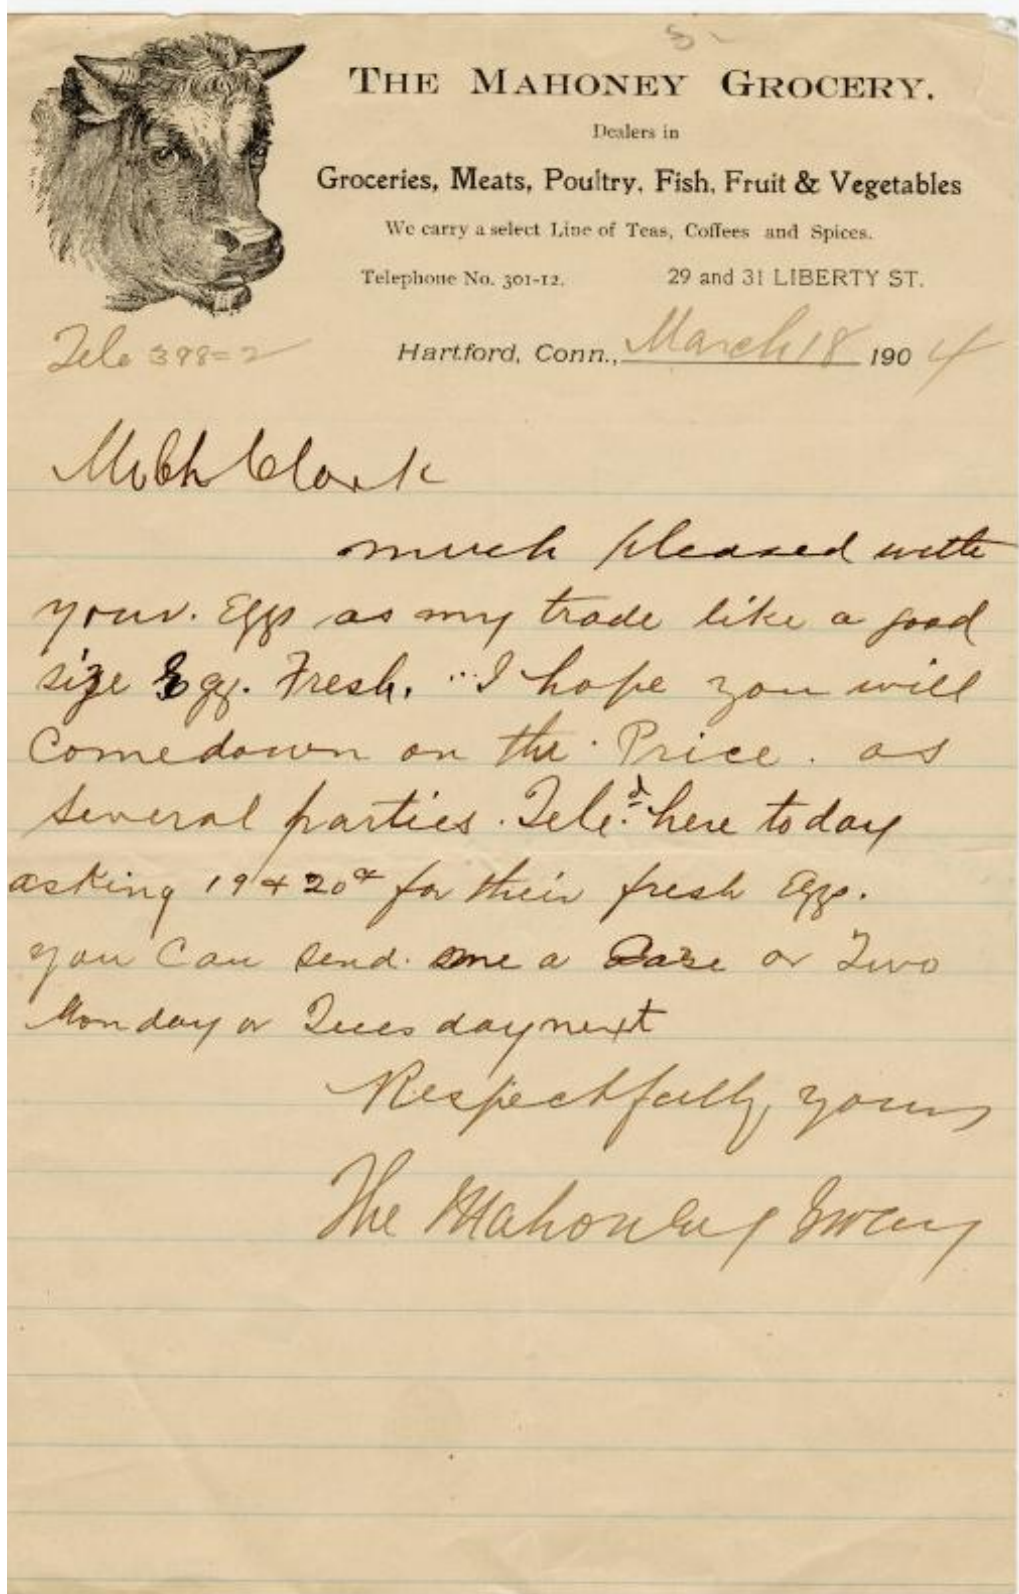 THE MAHONEY GROCERY.
Dealers in
Groceries, Meats, Poultry, Fish, Fruit & Vegetables
We carry a select Line of Teas, Coffees and Spices.
Telephone No. 301-12. 29 and 31 LIBERTY ST.
Tele 398=2 Hartford, Conn., March 18 1904
Clark
much pleased with
your. Eggs as my trade like a good
size Egg. Fresh. I hope you will
Comedown on the Price. as
several parties. Tele.d here today
asking 19 & 20¢ for their fresh Eggs.
you Can send me a Case or Two
Monday or Tuesday next
Respectfully yours
The Mahoney